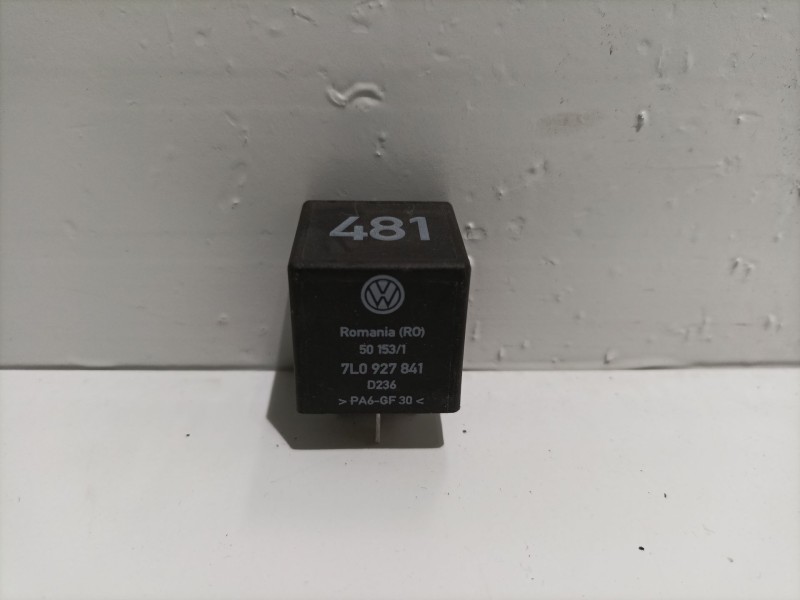 481
VW
Romania (RO)
50 153/1
7L0 927 841
D236
> PA6-GF 30 <